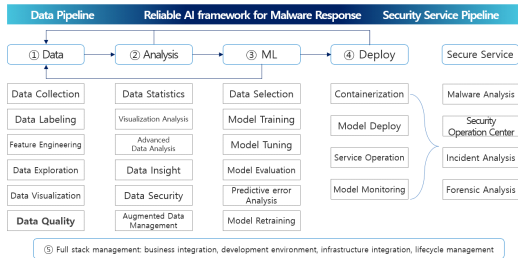 Data Pipeline Reliable AI framework for Malware Response Security Service Pipeline
① Data ② Analysis ③ ML ④ Deploy Secure Service
Data Collection Data Statistics Data Selection Containerization Malware Analysis
Data Labeling Visualization Analysis Model Training Model Deploy Security
Operation Center
Feature Engineering Advanced
Data Analysis Model Tuning Service Operation Incident Analysis
Data Exploration Data Insight Model Evaluation Model Monitoring Forensic Analysis
Data Visualization Data Security Predictive error
Analysis
Data Quality Augmented Data
Management Model Retraining
⑤ Full stack management: business integration, development environment, infrastructure integration, lifecycle management